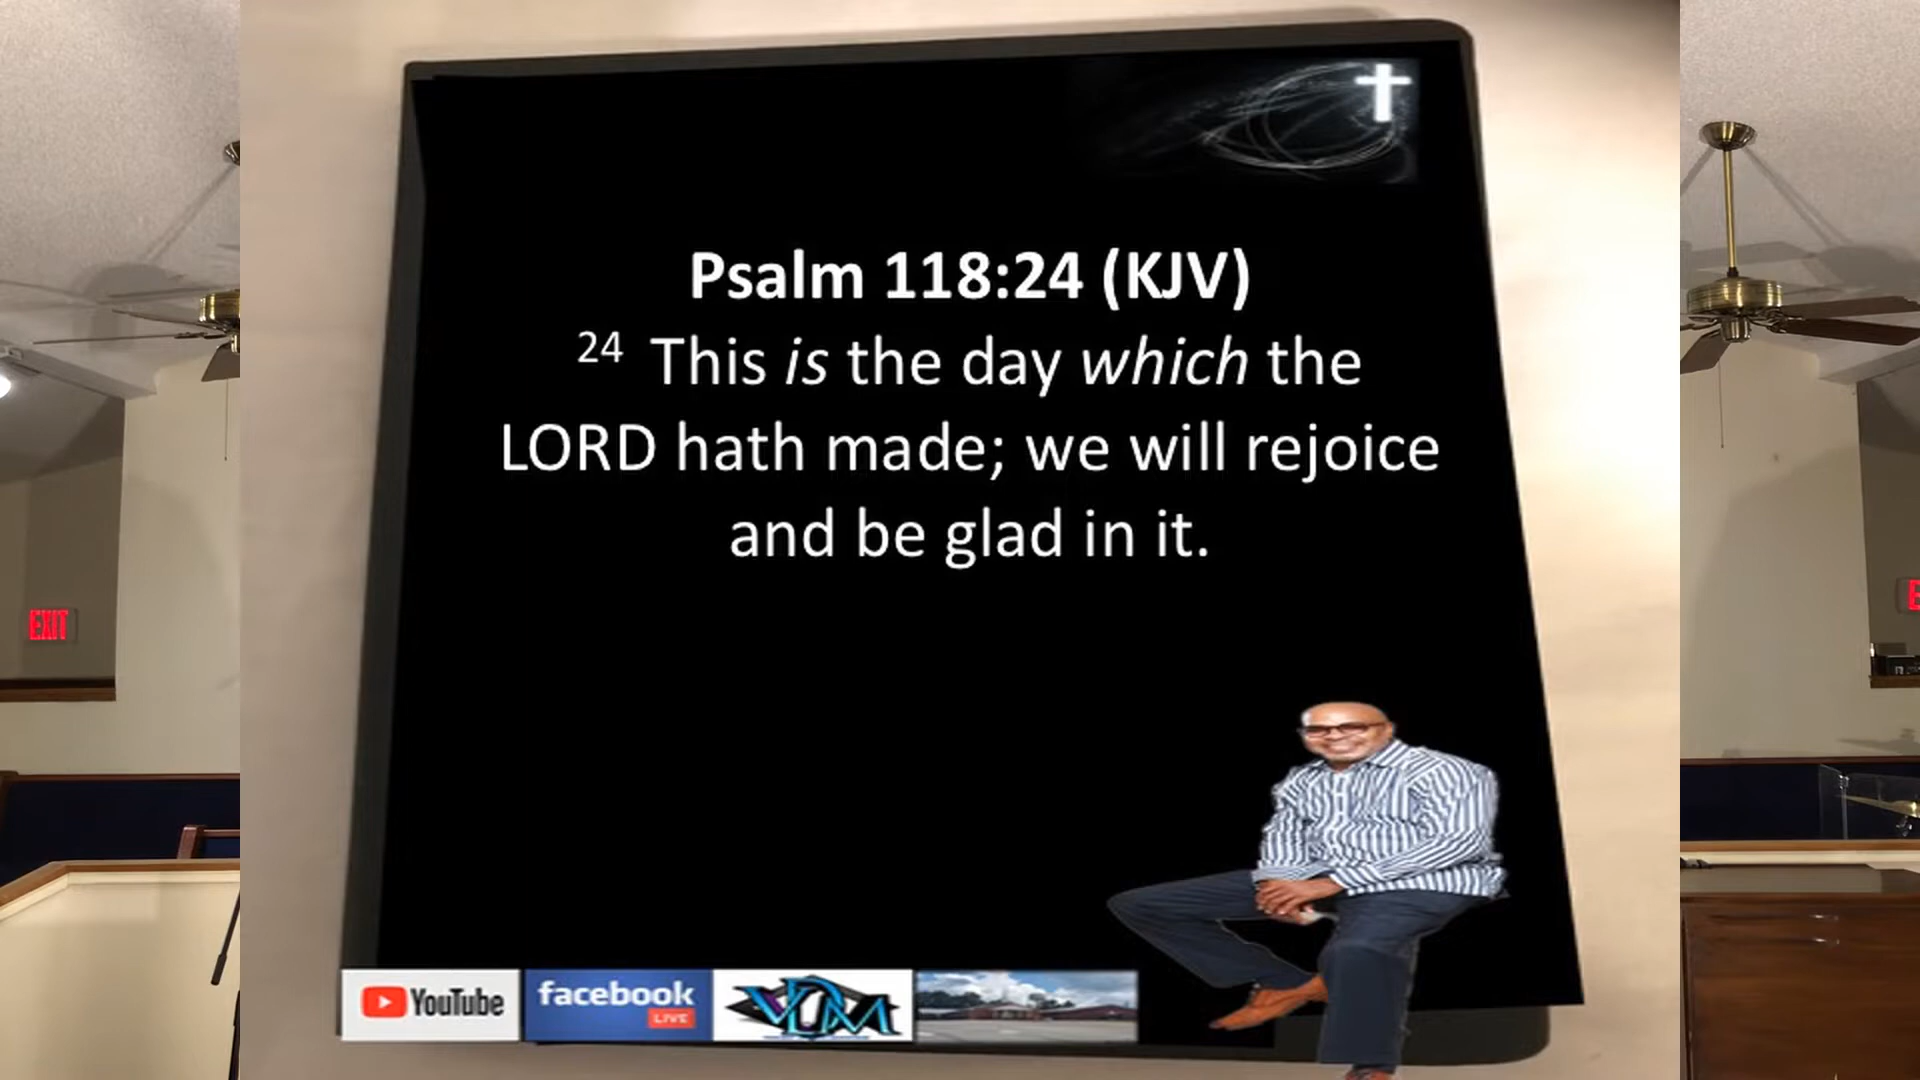 Psalm 118:24 (KJV)
24 This is the day which the
LORD hath made; we will rejoice
and be glad in it.
EXIT
E
YouTube
facebook
LIVE
VDM